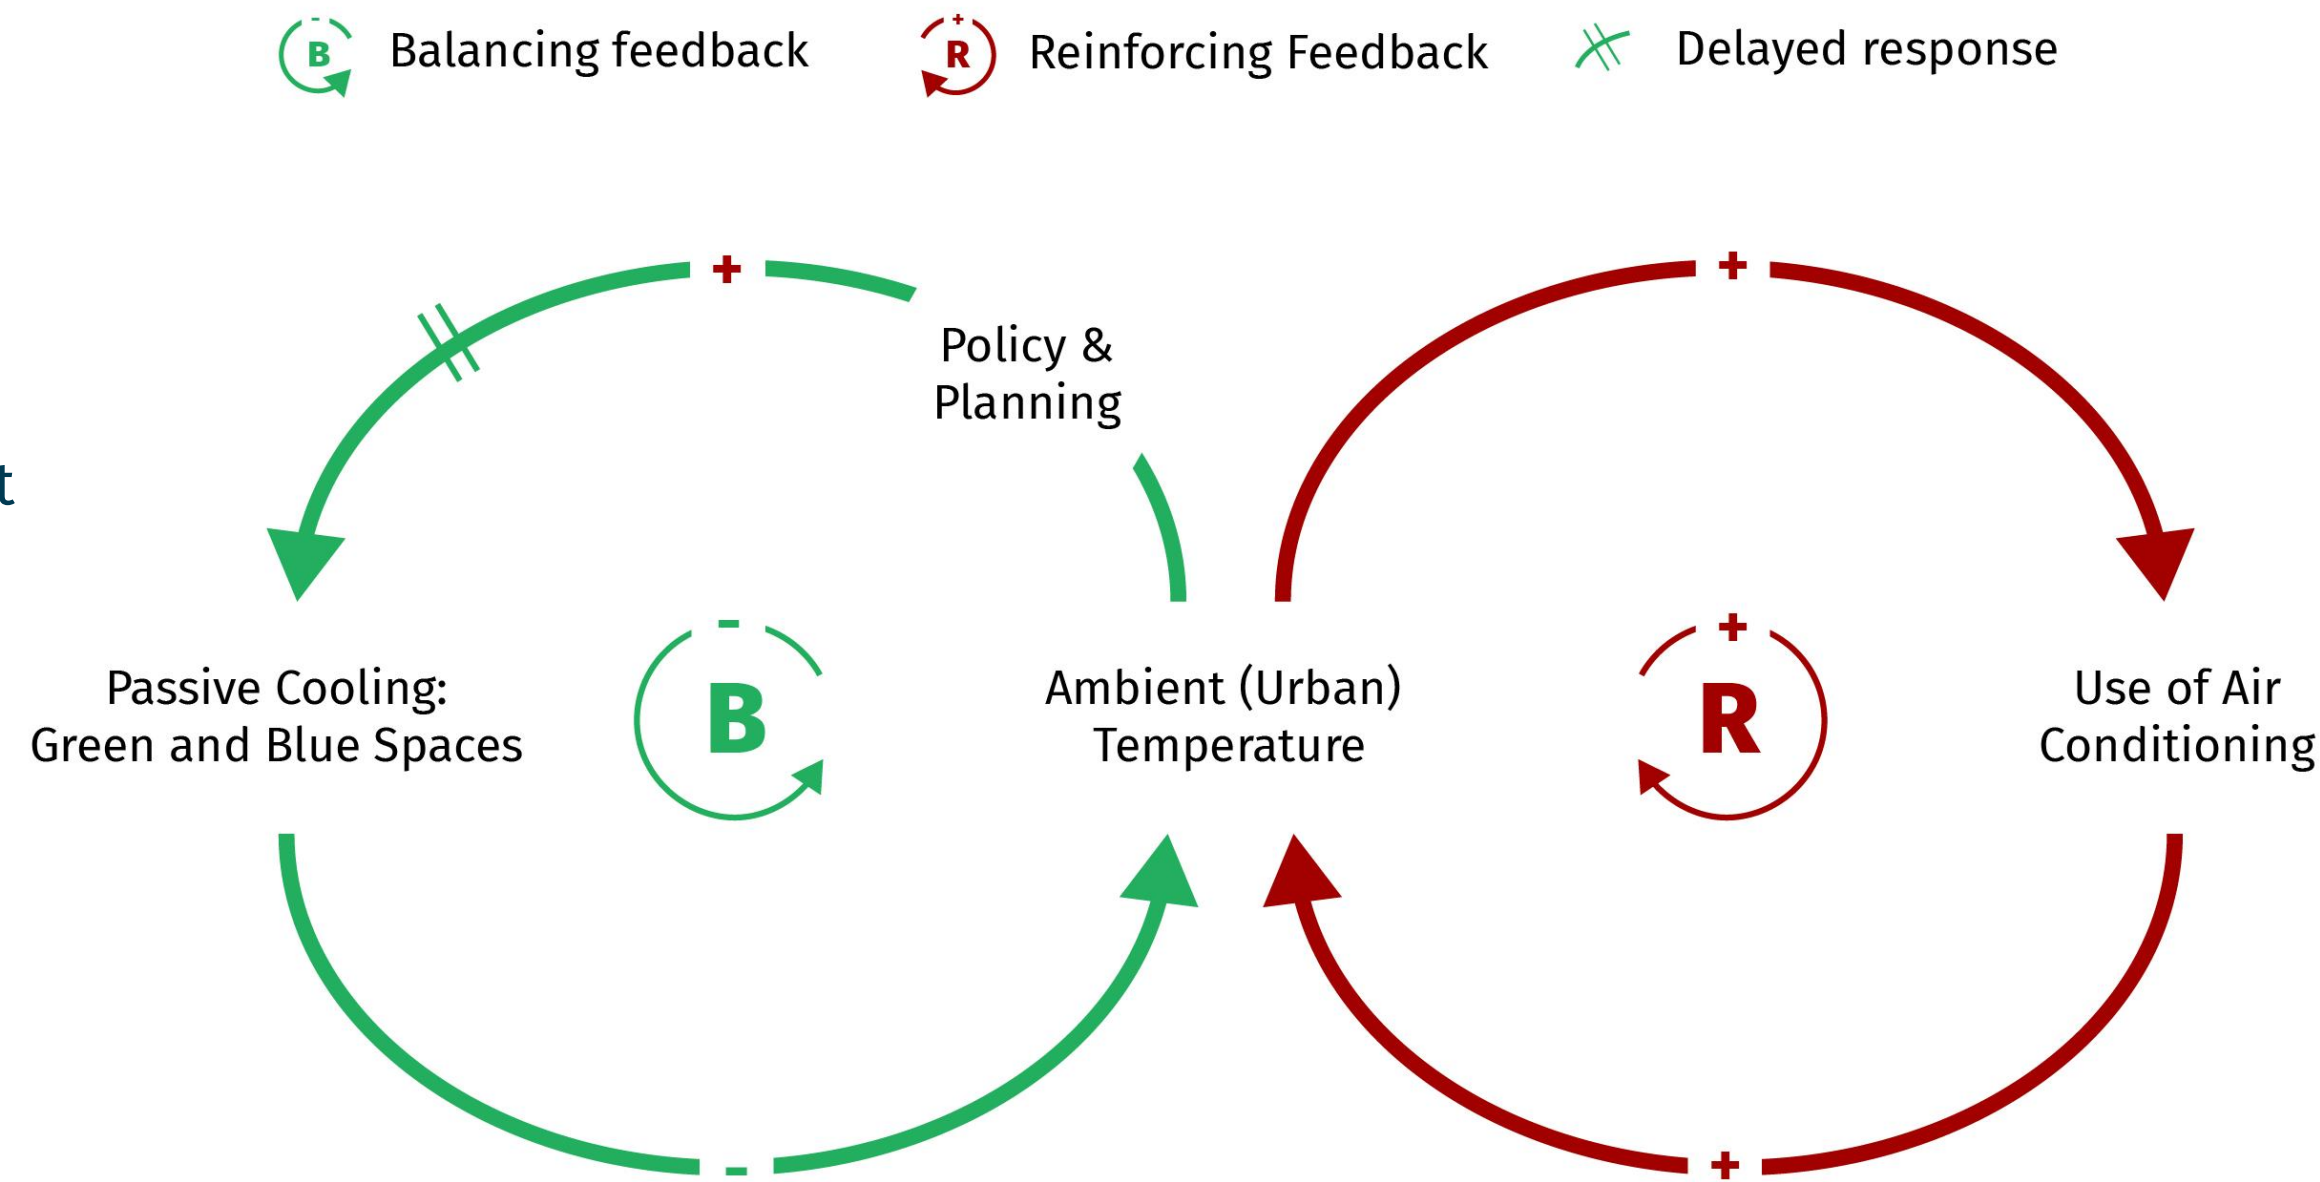 B Balancing feedback
R Reinforcing Feedback
Delayed response
+
+
Policy &
Planning
t
-
+
B
R
Passive Cooling:
Green and Blue Spaces
Ambient (Urban)
Temperature
Use of Air
Conditioning
-
+